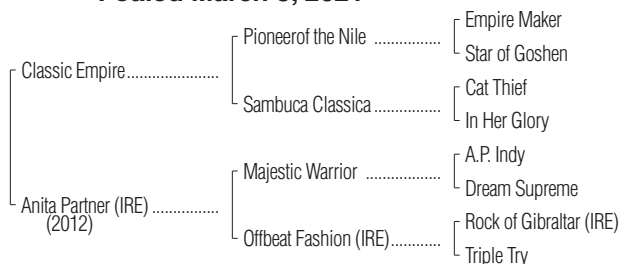 Foaled March 2021
Empire Maker
Pioneerof the Nile ................
Star of Goshen
Classic Empire......................
Cat Thief
Sambuca Classica................
In Her Glory
A.P. Indy
Majestic Warrior ..................
Dream Supreme
Anita Partner (IRE) ................
(2012)
Rock of Gibraltar (IRE)
Offbeat Fashion (IRE)............
Triple Try